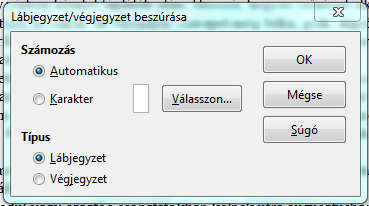 Lábjegyzet/végjegyzet beszúrása
Számozás
Automatikus
Karakter
Válasszon...
Típus
Lábjegyzet
Végjegyzet
OK
Mégse
Súgó